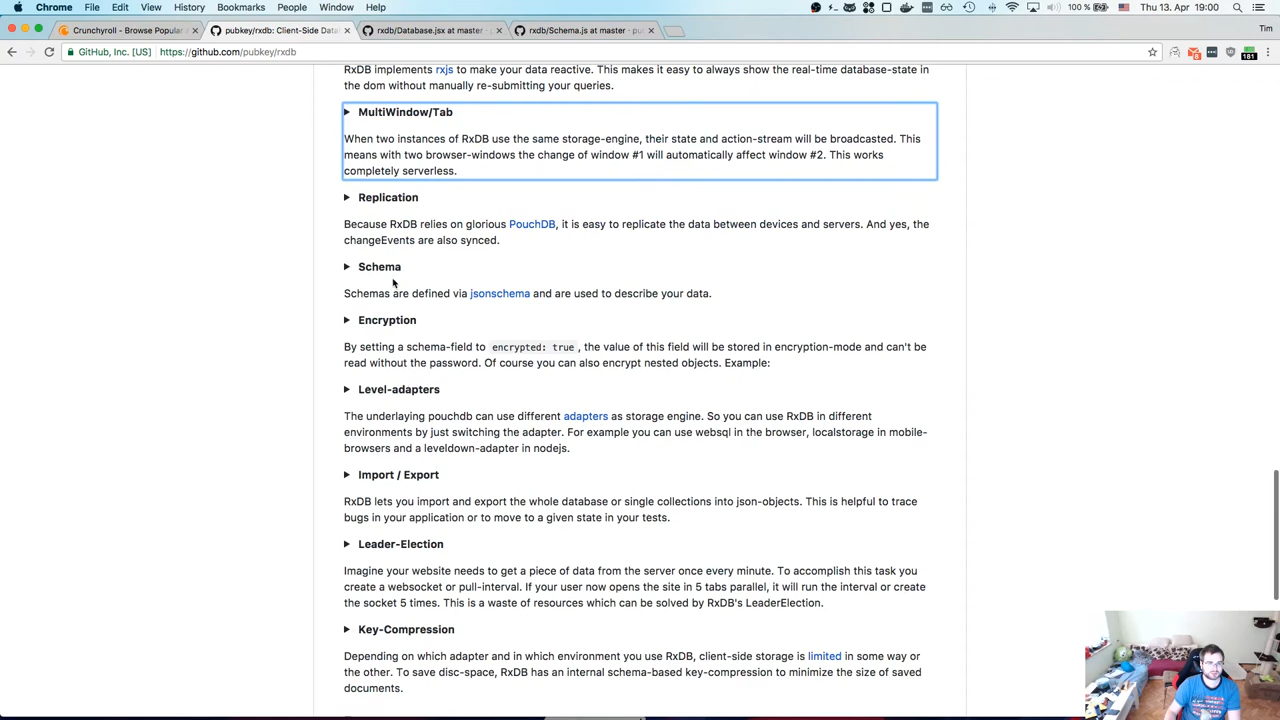 Chrome File Edit View History Bookmarks People Window Help 100 % Thu 13. Apr 19:00
Crunchyroll - Browse Popular A × pubkey/rxdb: Client-Side Data × rxdb/Database.jsx at master · × rxdb/Schema.js at master · pu × Tim
GitHub, Inc. [US] https://github.com/pubkey/rxdb 181
RxDB implements rxjs to make your data reactive. This makes it easy to always show the real-time database-state in
the dom without manually re-submitting your queries.
MultiWindow/Tab
When two instances of RxDB use the same storage-engine, their state and action-stream will be broadcasted. This
means with two browser-windows the change of window #1 will automatically affect window #2. This works
completely serverless.
Replication
Because RxDB relies on glorious PouchDB, it is easy to replicate the data between devices and servers. And yes, the
changeEvents are also synced.
Schema
Schemas are defined via jsonschema and are used to describe your data.
Encryption
By setting a schema-field to encrypted: true , the value of this field will be stored in encryption-mode and can't be
read without the password. Of course you can also encrypt nested objects. Example:
Level-adapters
The underlaying pouchdb can use different adapters as storage engine. So you can use RxDB in different
environments by just switching the adapter. For example you can use websql in the browser, localstorage in mobile-
browsers and a leveldown-adapter in nodejs.
Import / Export
RxDB lets you import and export the whole database or single collections into json-objects. This is helpful to trace
bugs in your application or to move to a given state in your tests.
Leader-Election
Imagine your website needs to get a piece of data from the server once every minute. To accomplish this task you
create a websocket or pull-interval. If your user now opens the site in 5 tabs parallel, it will run the interval or create
the socket 5 times. This is a waste of resources which can be solved by RxDB's LeaderElection.
Key-Compression
Depending on which adapter and in which environment you use RxDB, client-side storage is limited in some way or
the other. To save disc-space, RxDB has an internal schema-based key-compression to minimize the size of saved
documents.